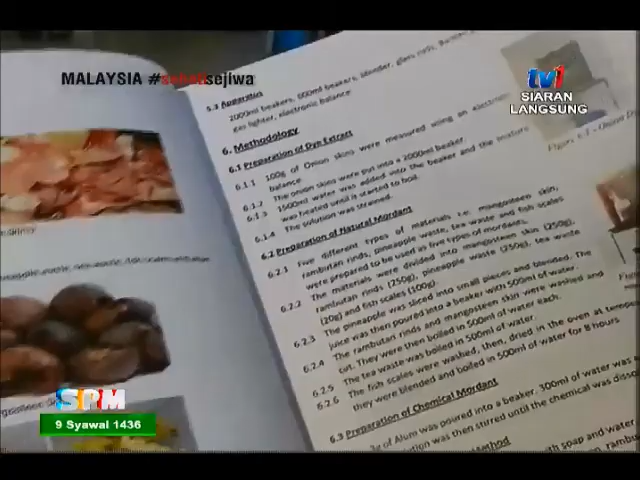 MALAYSIA #sehatisejiwa
tv1
SIARAN
LANGSUNG
5.3 Apparatus
2000ml beakers, 600ml beakers, blender, glass rods,
gas lighter, electronic balance
6. Methodology
6.1 Preparation of Dye Extract
6.1.1 100g of Onion skins were measured using an electronic
balance.
6.1.2 The onion skins were put into a 2000ml beaker.
6.1.3 1500ml water was added into the beaker and the mixture
was heated until it started to boil.
6.1.4 The solution was strained.
6.2 Preparation of Natural Mordant
6.2.1 Five different types of materials i.e. mangosteen skin,
rambutan rinds, pineapple waste, tea waste and fish scales
were prepared to be used as five types of mordants.
6.2.2 The materials were divided into mangosteen skin (250g),
rambutan rinds (250g), pineapple waste (250g), tea waste
(20g) and fish scales (100g).
6.2.3 The pineapple was sliced into small pieces and blended. The
juice was then poured into a beaker with 500ml of water.
6.2.4 The rambutan rinds and mangosteen skin were washed and
cut. They were then boiled in 500ml of water each.
6.2.5 The tea waste was boiled in 500ml of water.
6.2.6 The fish scales were washed, then, dried in the oven at
they were blended and boiled in 500ml of water for 8 hours
6.3 Preparation of Chemical Mordant
of Alum was poured into a beaker. 300ml of water was
was then stirred until the chemical was
Method
with soap and water
SPM
9 Syawal 1436